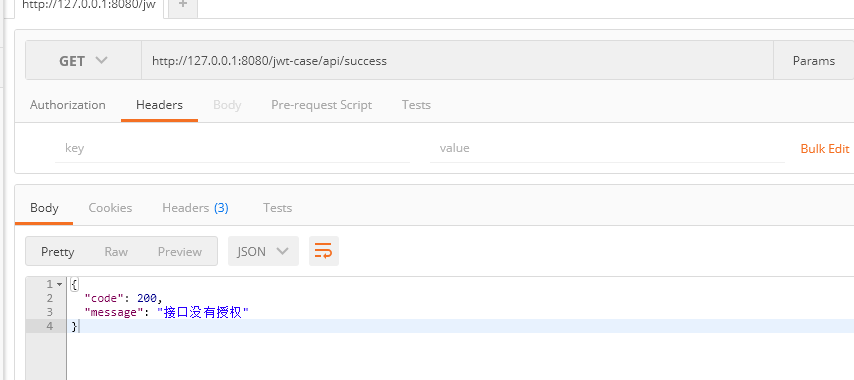 http://127.0.0.1:8080/jw +
GET http://127.0.0.1:8080/jwt-case/api/success Params
Authorization Headers Body Pre-request Script Tests
key value Bulk Edit
Body Cookies Headers (3) Tests
Pretty Raw Preview JSON
1 {
2 "code": 200,
3 "message": "接口没有授权"
4 }